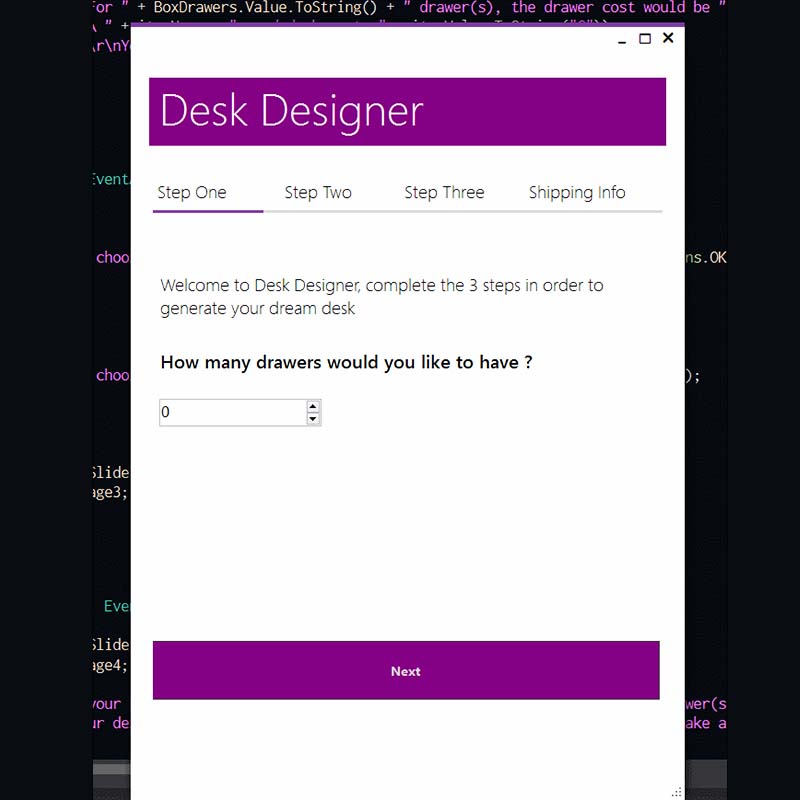 for " + BoxDrawers.Value.ToString() + " drawer(s), the drawer cost would be "
\r\nY
Desk Designer
Step One Step Two Step Three Shipping Info
Event
choo ns.OK
Welcome to Desk Designer, complete the 3 steps in order to
generate your dream desk
How many drawers would you like to have ?
choo );
0
Slide
age3;
Eve
Slide
Next
age4;
your wer(s
ur de ake a